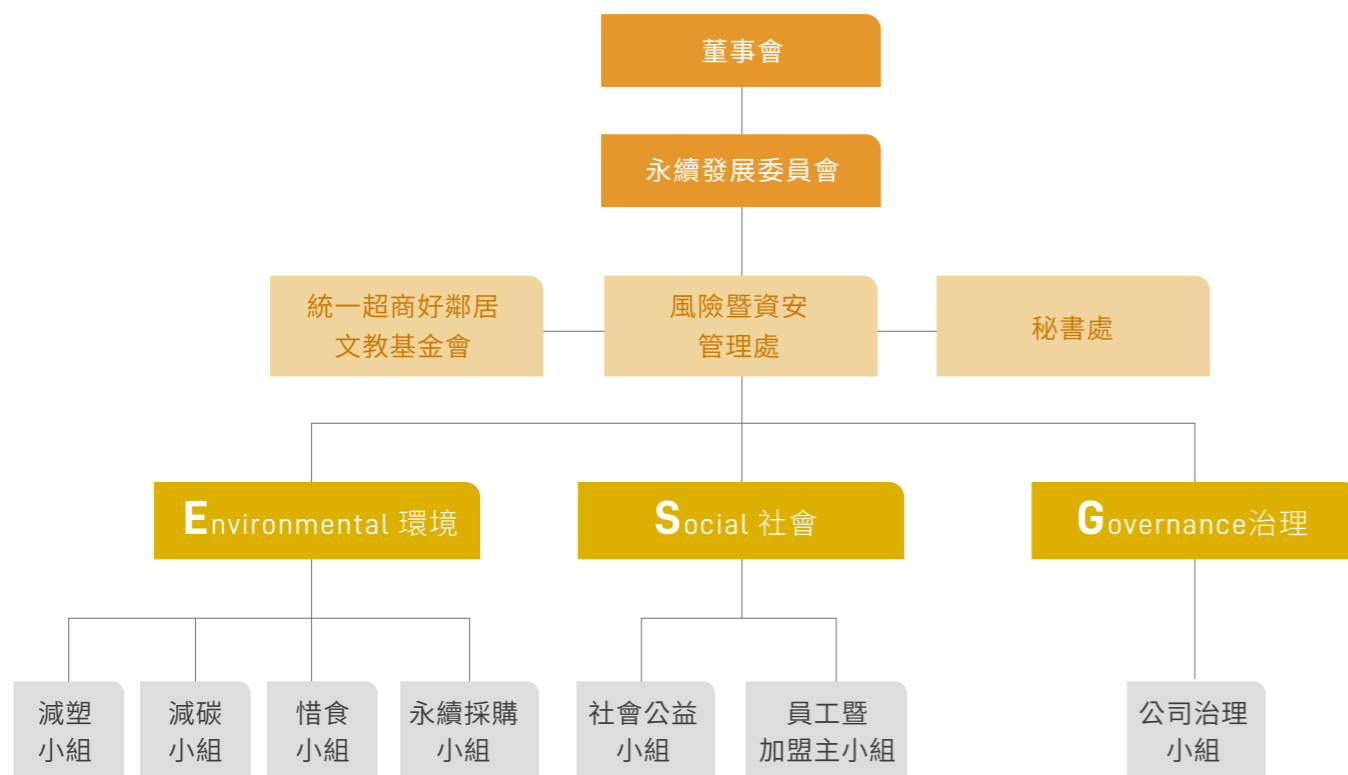 董事會
永續發展委員會
統一超商好鄰居
文教基金會
風險暨資安
管理處
秘書處
Environmental 環境
Social 社會
Governance治理
減塑
小組
減碳
小組
惜食
小組
永續採購
小組
社會公益
小組
員工暨
加盟主小組
公司治理
小組